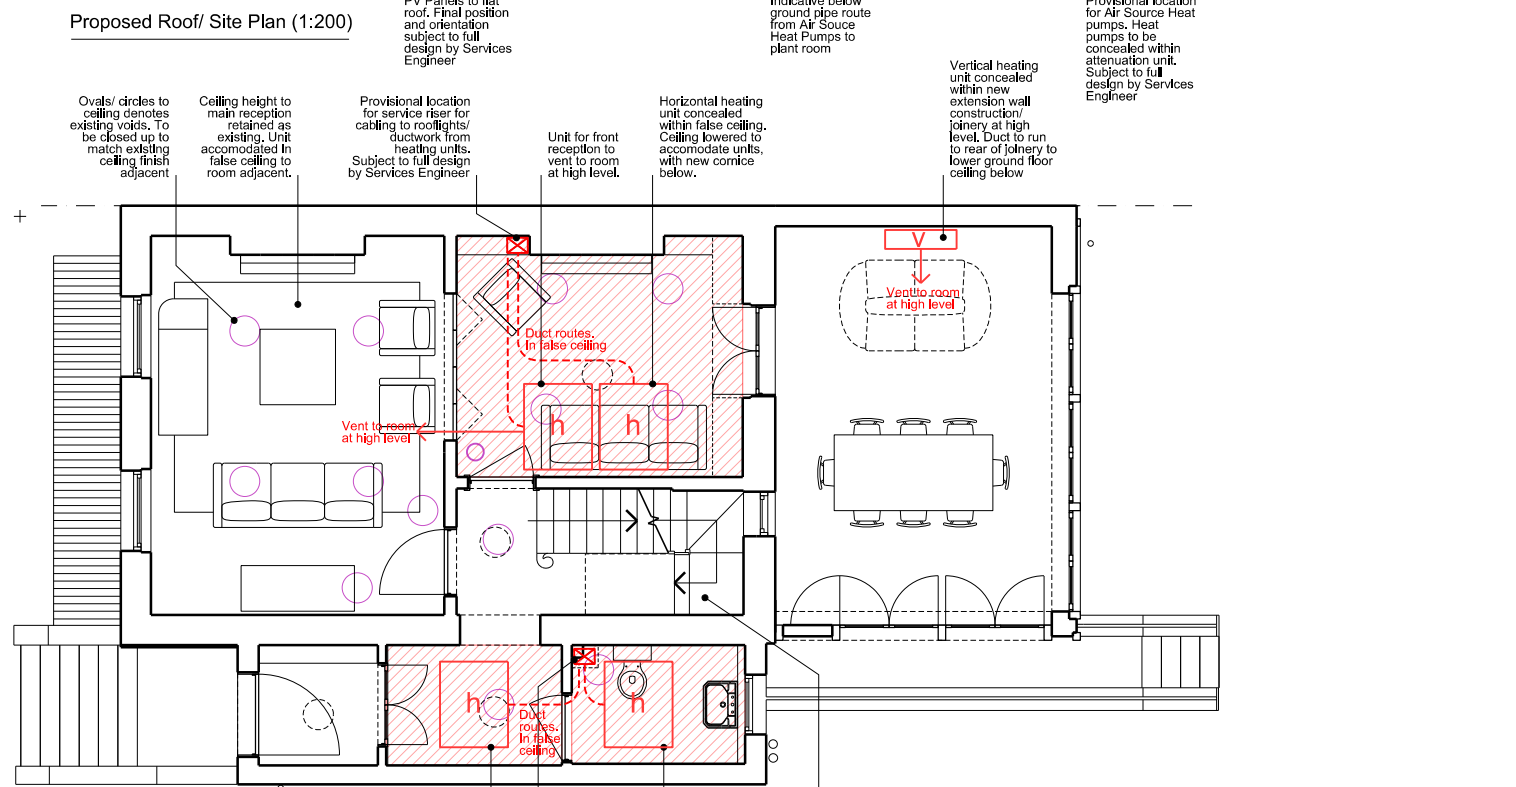 Proposed Roof/ Site Plan (1:200)
PV Panels to flat
roof. Final position
and orientation
subject to full
design by Services
Engineer
Indicative below
ground pipe route
from Air Souce
Heat Pumps to
plant room
Provisional location
for Air Source Heat
pumps. Heat
pumps to be
concealed within
attenuation unit.
Subject to full
design by Services
Engineer
Ovals/ circles to
ceiling denotes
existing voids. To
be closed up to
match existing
ceiling finish
adjacent
Ceiling height to
main reception
retained as
existing. Unit
accomodated in
false ceiling to
room adjacent.
Provisional location
for service riser for
cabling to rooflights/
ductwork from
heating units.
Subject to full design
by Services Engineer
Unit for front
reception to
vent to room
at high level.
Horizontal heating
unit concealed
within false ceiling.
Ceiling lowered to
accomodate units,
with new cornice
below.
Vertical heating
unit concealed
within new
extension wall
construction/
joinery at high
level. Duct to run
to rear of joinery to
lower ground floor
ceiling below
V
Vent to room
at high level
Duct routes.
In false ceiling
Vent to room
at high level
h
h
h
h
Duct
routes.
In false
ceiling